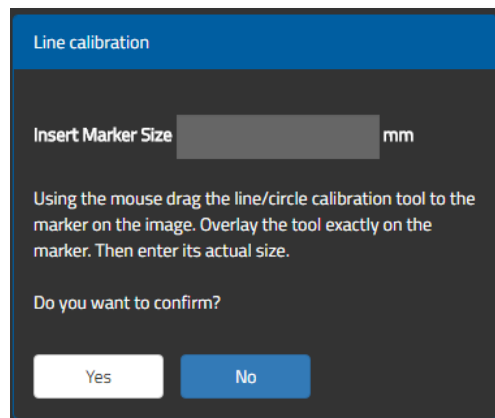 Line calibration
Insert Marker Size mm
Using the mouse drag the line/circle calibration tool to the
marker on the image. Overlay the tool exactly on the
marker. Then enter its actual size.
Do you want to confirm?
Yes No